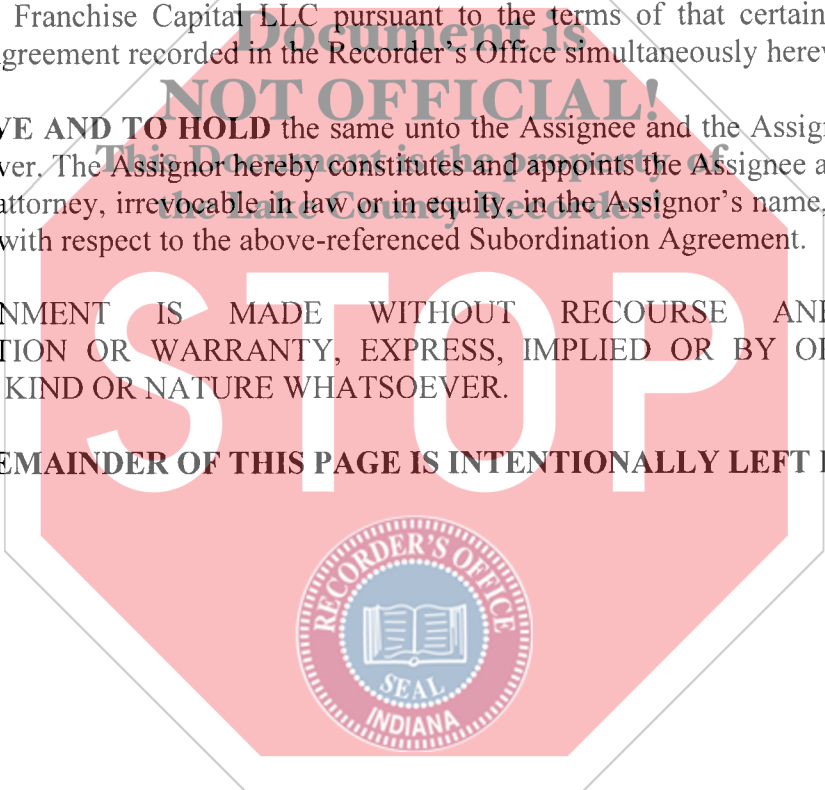 Franchise Capital LLC pursuant to the terms of that certain
Document is
greement recorded in the Recorder's Office simultaneously herev
NOT OFFICIAL!
VE AND TO HOLD the same unto the Assignee and the Assign
ver. The Assignor hereby constitutes and appoints the Assignee a
This Document is the property of
attorney, irrevocable in law or in equity, in the Assignor's name,
the Lake County Recorder!
with respect to the above-referenced Subordination Agreement.
NMENT IS MADE WITHOUT RECOURSE AN
TION OR WARRANTY, EXPRESS, IMPLIED OR BY O
KIND OR NATURE WHATSOEVER.
STOP
EMAINDER OF THIS PAGE IS INTENTIONALLY LEFT
RECORDER'S OFFICE
SEAL
INDIANA